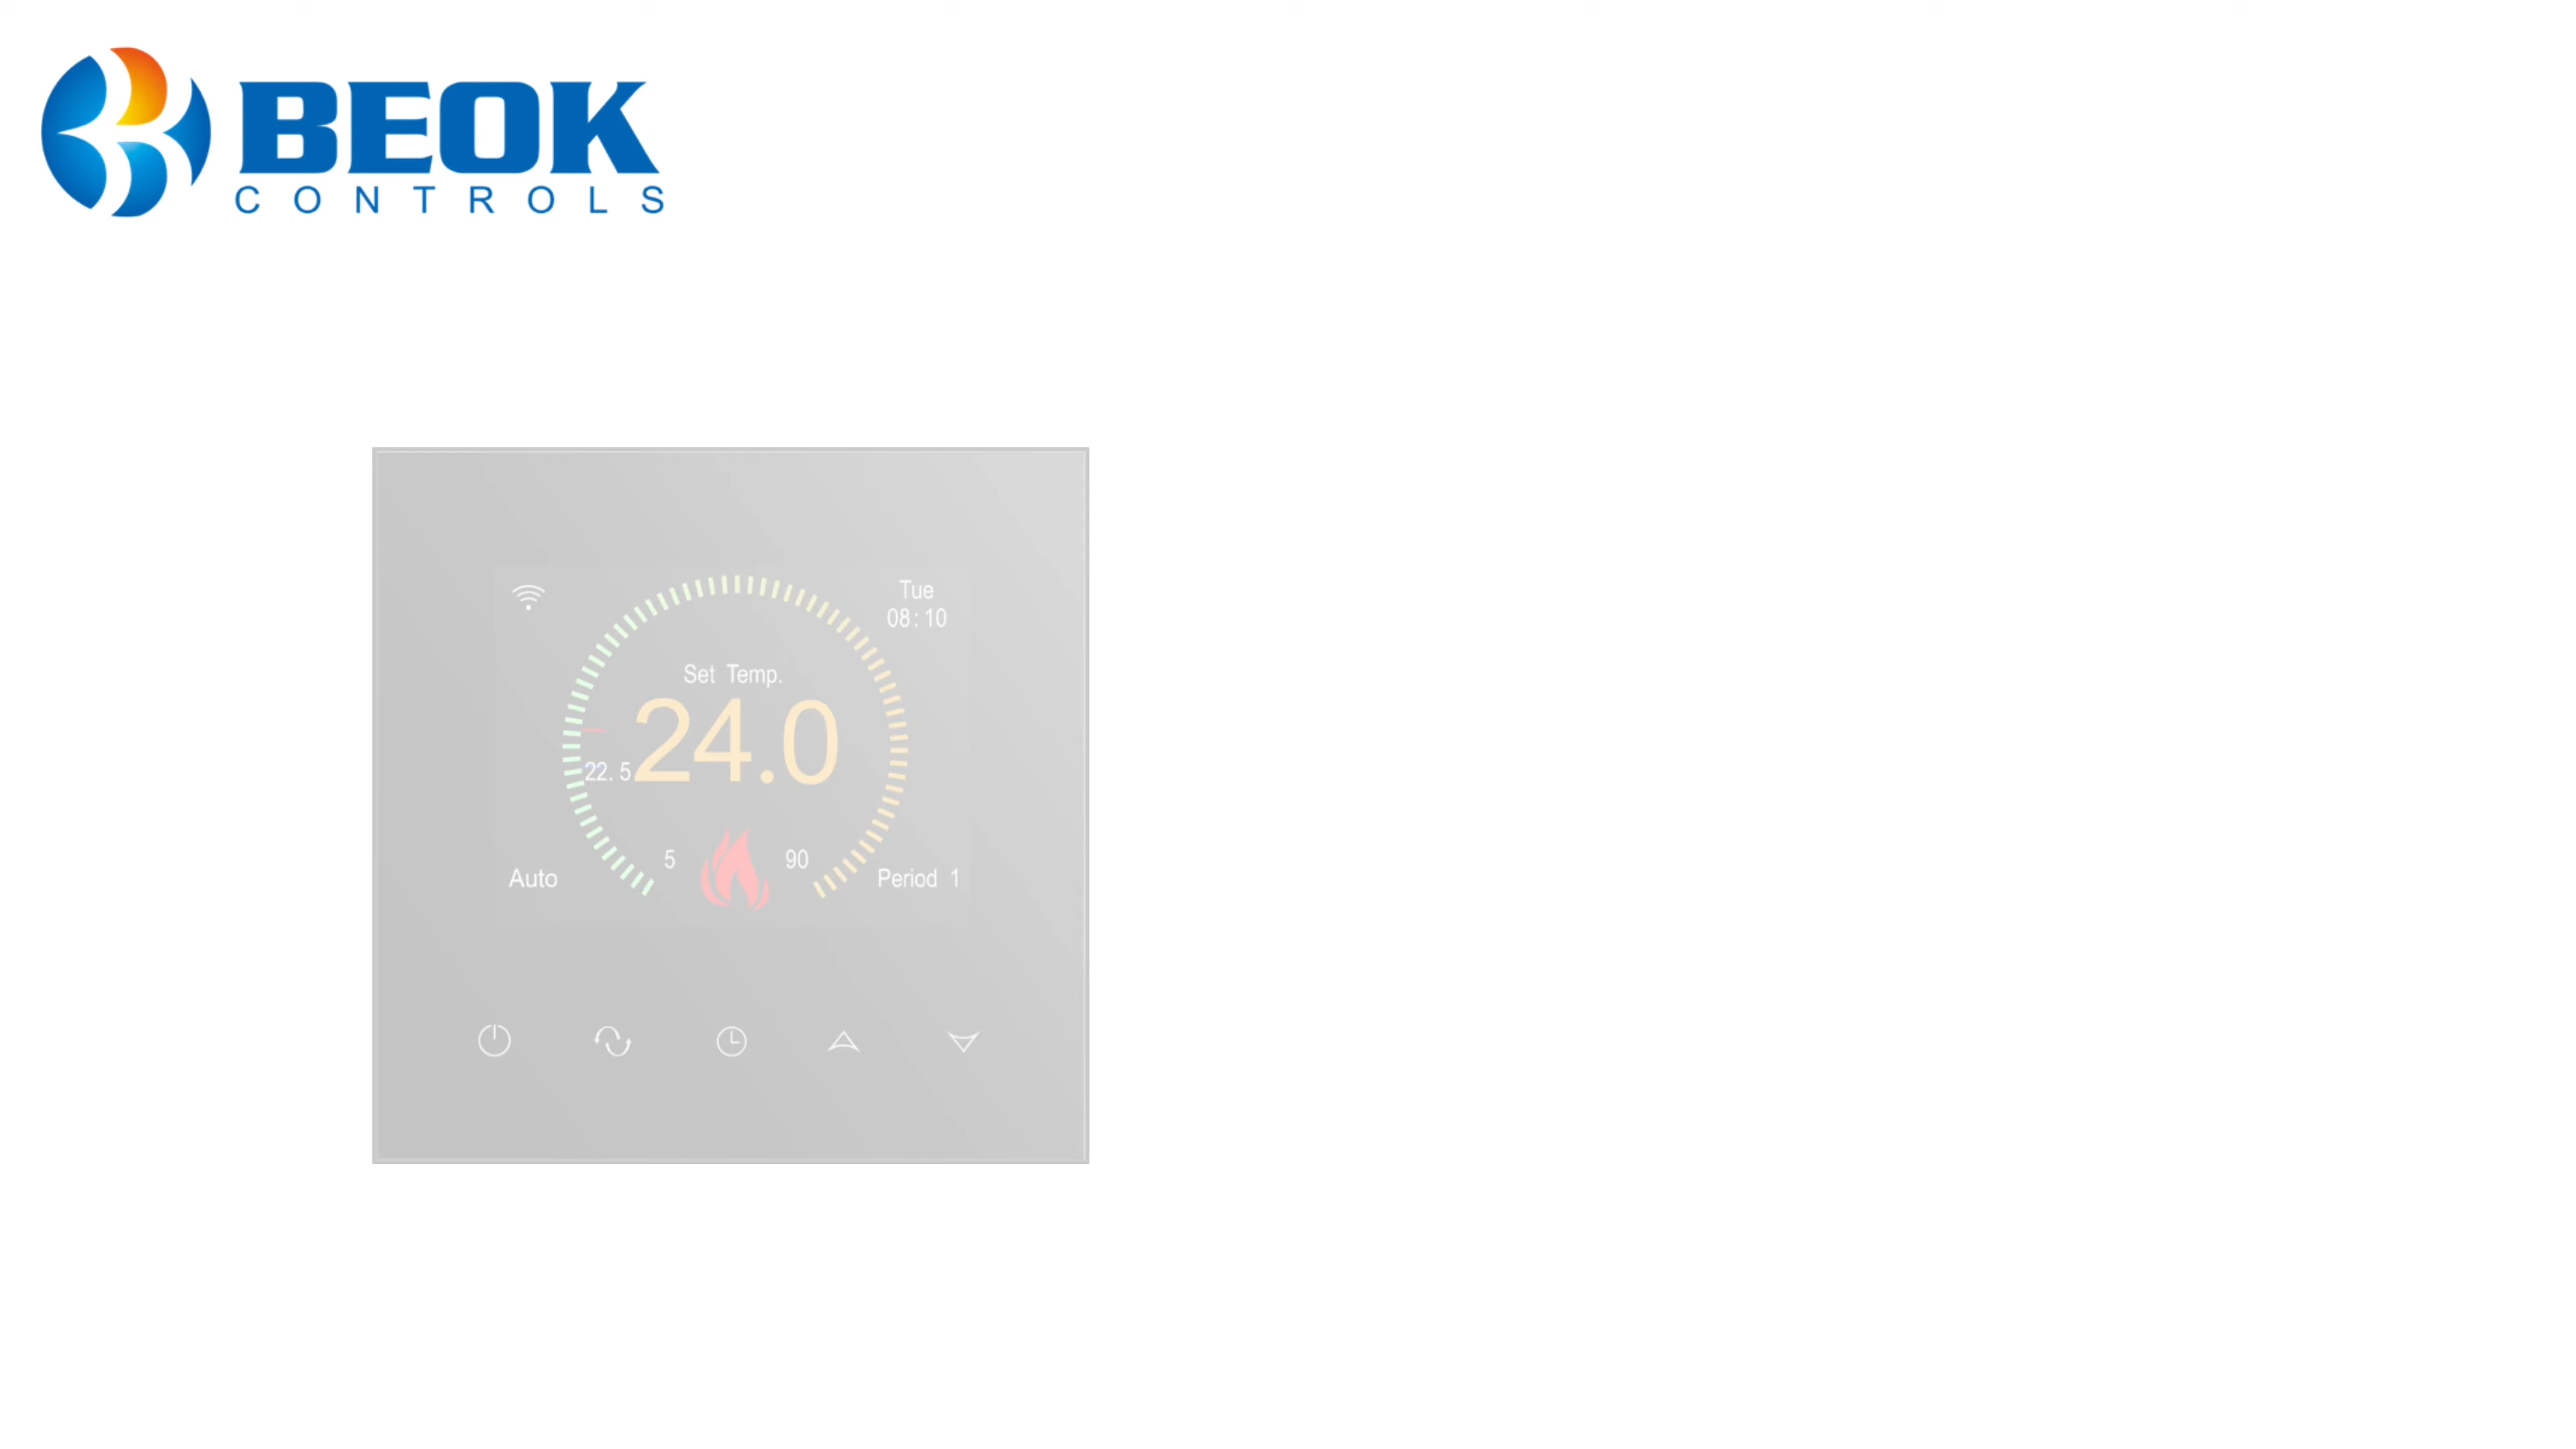 BEOK
CONTROLS
Tue
08:10
Set Temp.
24.0
22.5
5
90
Auto
Period 1